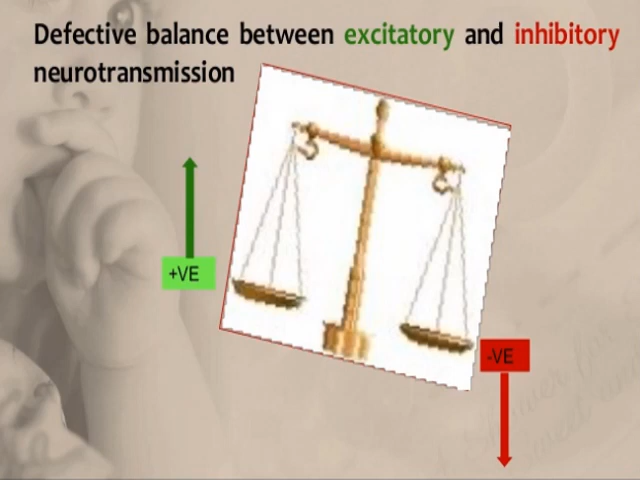 Defective balance between excitatory and inhibitory
neurotransmission
+VE
-VE